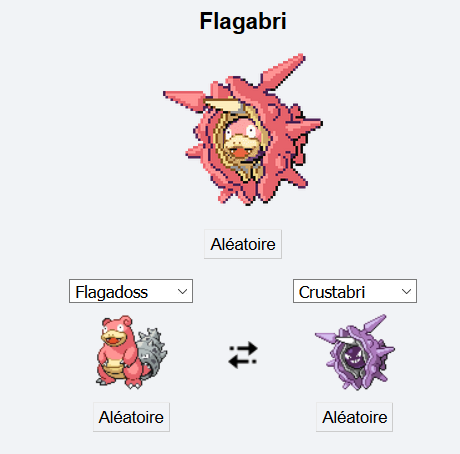 Flagabri
Aléatoire
Flagadoss
Crustabri
Aléatoire
Aléatoire